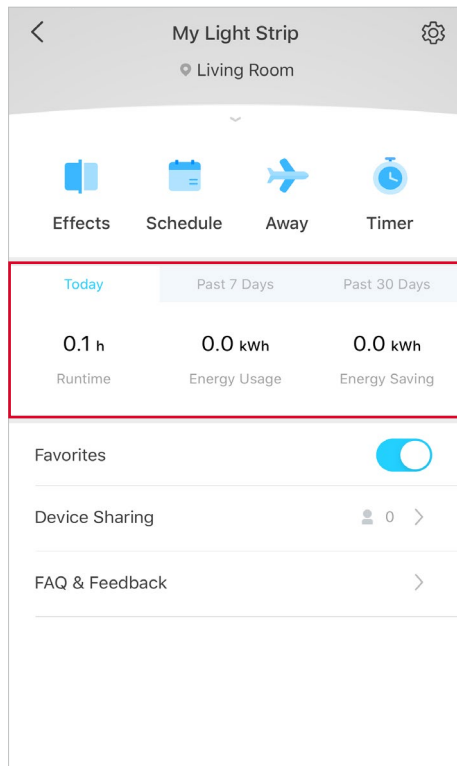 My Light Strip
Living Room
Effects Schedule Away Timer
Today Past 7 Days Past 30 Days
0.1 h 0.0 kWh 0.0 kWh
Runtime Energy Usage Energy Saving
Favorites
Device Sharing 0
FAQ & Feedback